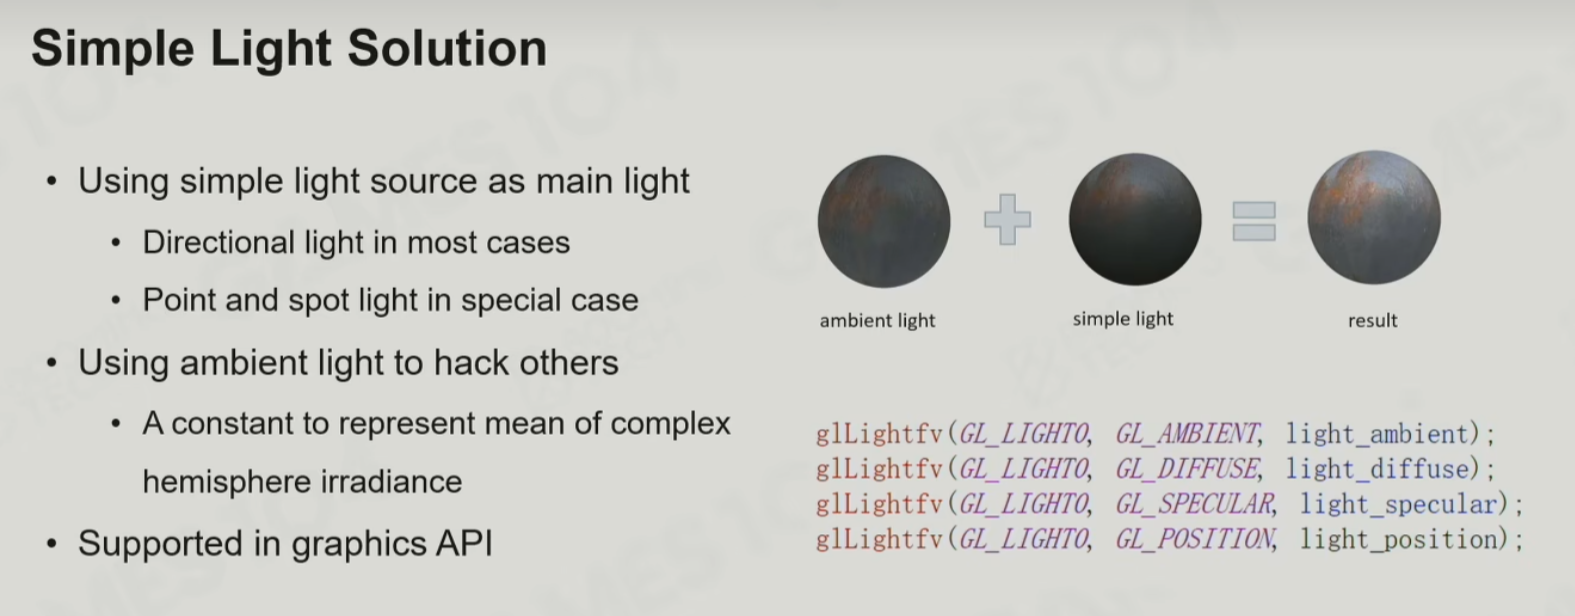 Simple Light Solution
• Using simple light source as main light
• Directional light in most cases
• Point and spot light in special case
• Using ambient light to hack others
• A constant to represent mean of complex
hemisphere irradiance
• Supported in graphics API
ambient light
simple light
result
glLightfv(GL_LIGHT0, GL_AMBIENT, light_ambient);
glLightfv(GL_LIGHT0, GL_DIFFUSE, light_diffuse);
glLightfv(GL_LIGHT0, GL_SPECULAR, light_specular);
glLightfv(GL_LIGHT0, GL_POSITION, light_position);